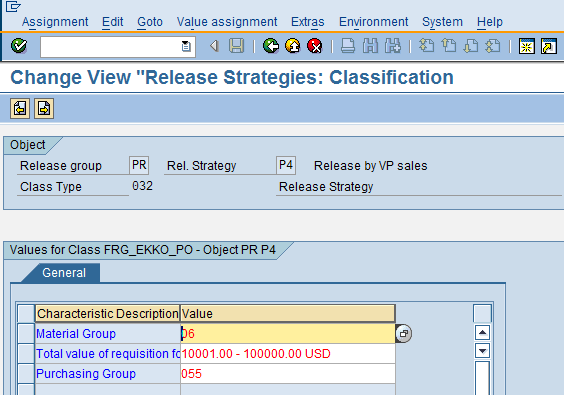 Assignment Edit Goto Value assignment Extras Environment System Help
Change View "Release Strategies: Classification
Object
Release group PR Rel. Strategy P4 Release by VP sales
Class Type 032 Release Strategy
Values for Class FRG_EKKO_PO - Object PR P4
General
Characteristic Description Value
Material Group 06
Total value of requisition fo 10001.00 - 100000.00 USD
Purchasing Group 055